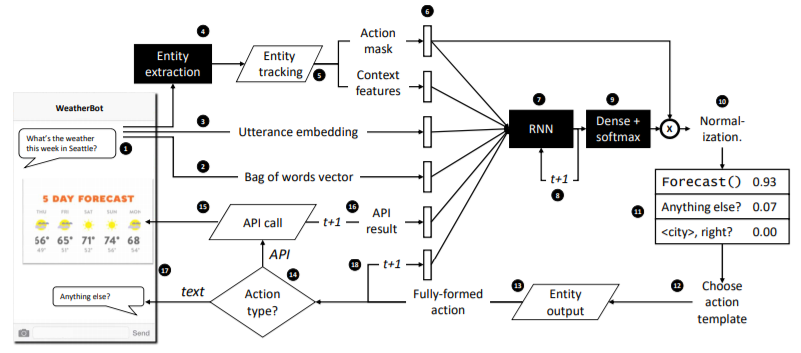 WeatherBot
What's the weather
this week in Seattle?
1
5 DAY FORECAST
THU FRI SAT SUN MON
66° 65° 71° 74° 68
49° 51° 52° 56° 54°
17
Anything else?
Send
4
Entity
extraction
Entity
tracking
5
Action
mask
Context
features
6
3
Utterance embedding
2
Bag of words vector
15
API call
t+1
16
API
result
API
14
Action
type?
text
18
t+1
Fully-formed
action
13
Entity
output
7
RNN
t+1
8
9
Dense +
softmax
x
10
Normal-
ization.
11
Forecast() 0.93
Anything else? 0.07
<city>, right? 0.00
12
Choose
action
template